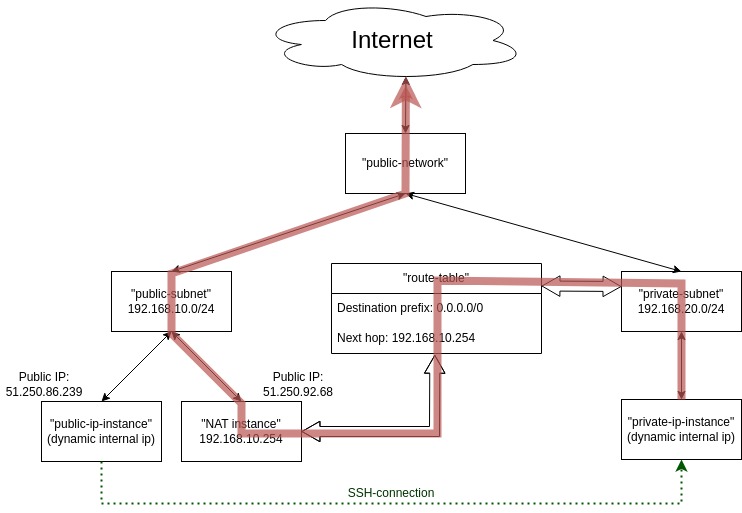 Internet
"public-network"
"route-table"
Destination prefix: 0.0.0.0/0
Next hop: 192.168.10.254
"public-subnet"
192.168.10.0/24
"private-subnet"
192.168.20.0/24
Public IP:
51.250.86.239
Public IP:
51.250.92.68
"public-ip-instance"
(dynamic internal ip)
"NAT instance"
192.168.10.254
"private-ip-instance"
(dynamic internal ip)
SSH-connection